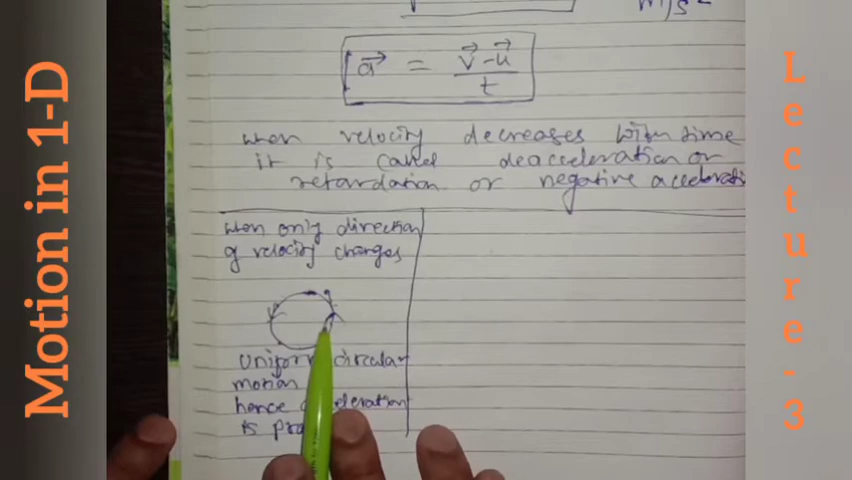 Motion in 1-D
Lecture-3
m/s²
a⃗ = v⃗ - u⃗ / t
when velocity decreases with time
it is called deacceleration or
retardation or negative accelerati
when only direction
of velocity changes
Uniform circular
motion
hence
is